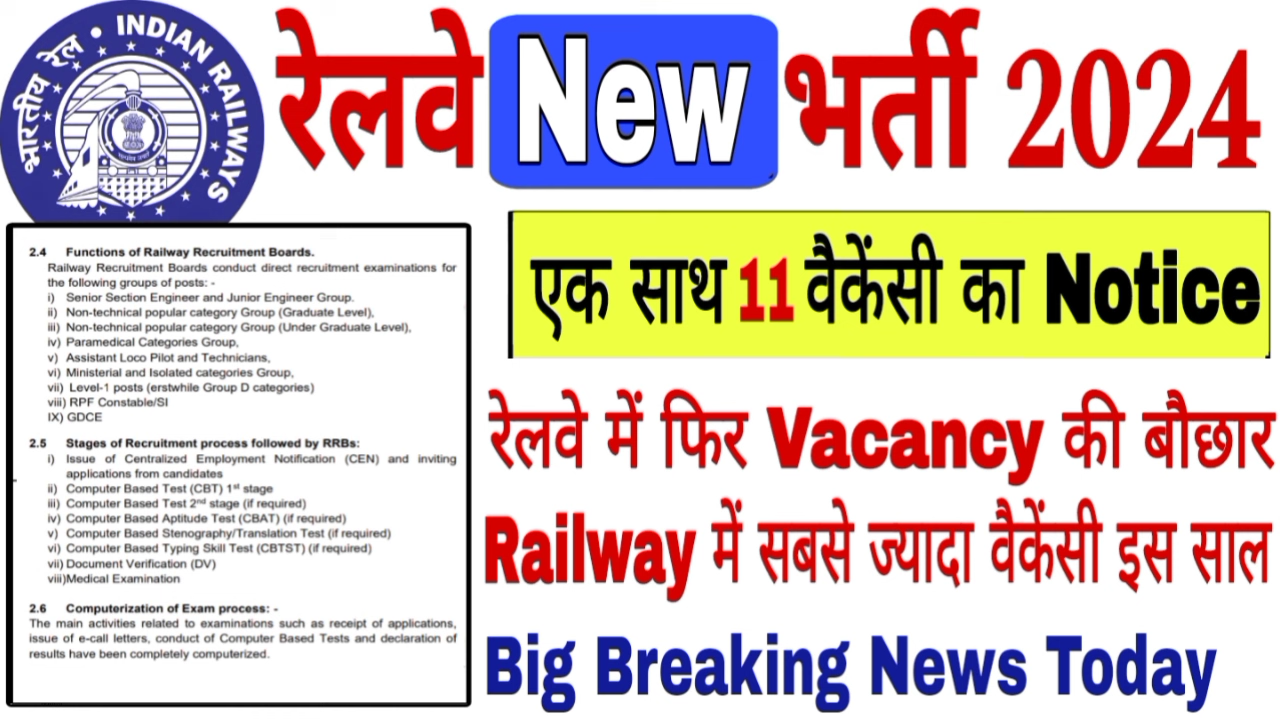 भारतीय रेल • INDIAN RAILWAYS
रेलवे New भर्ती 2024
एक साथ 11 वैकेंसी का Notice
रेलवे में फिर Vacancy की बौछार
Railway में सबसे ज्यादा वैकेंसी इस साल
Big Breaking News Today
2.4 Functions of Railway Recruitment Boards.
Railway Recruitment Boards conduct direct recruitment examinations for
the following groups of posts: -
i) Senior Section Engineer and Junior Engineer Group.
ii) Non-technical popular category Group (Graduate Level),
iii) Non-technical popular category Group (Under Graduate Level),
iv) Paramedical Categories Group,
v) Assistant Loco Pilot and Technicians,
vi) Ministerial and Isolated categories Group,
vii) Level-1 posts (erstwhile Group D categories)
viii) RPF Constable/SI
IX) GDCE
2.5 Stages of Recruitment process followed by RRBs:
i) Issue of Centralized Employment Notification (CEN) and inviting
applications from candidates
ii) Computer Based Test (CBT) 1st stage
iii) Computer Based Test 2nd stage (if required)
iv) Computer Based Aptitude Test (CBAT) (if required)
v) Computer Based Stenography/Translation Test (if required)
vi) Computer Based Typing Skill Test (CBTST) (if required)
vii) Document Verification (DV)
viii)Medical Examination
2.6 Computerization of Exam process: -
The main activities related to examinations such as receipt of applications,
issue of e-call letters, conduct of Computer Based Tests and declaration of
results have been completely computerized.